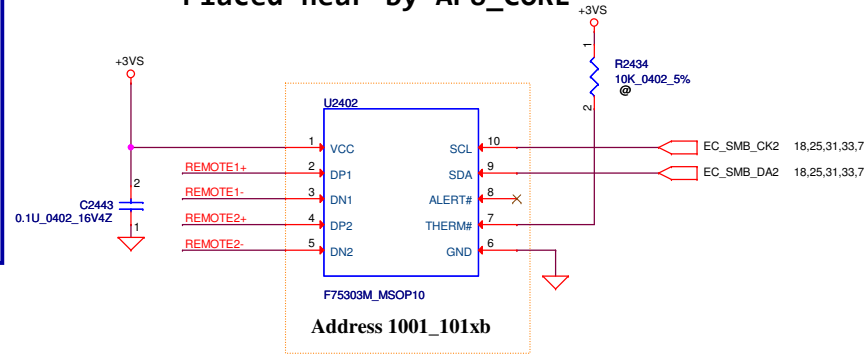 Placed near by APU_CORE
+3VS
+3VS
R2434
10K_0402_5%
@
1
2
U2402
1 VCC SCL 10 EC_SMB_CK2 18,25,31,33,7
REMOTE1+ 2 DP1 SDA 9 EC_SMB_DA2 18,25,31,33,7
REMOTE1- 3 DN1 ALERT# 8
REMOTE2+ 4 DP2 THERM# 7
REMOTE2- 5 DN2 GND 6
2
C2443
0.1U_0402_16V4Z
1
F75303M_MSOP10
Address 1001_101xb